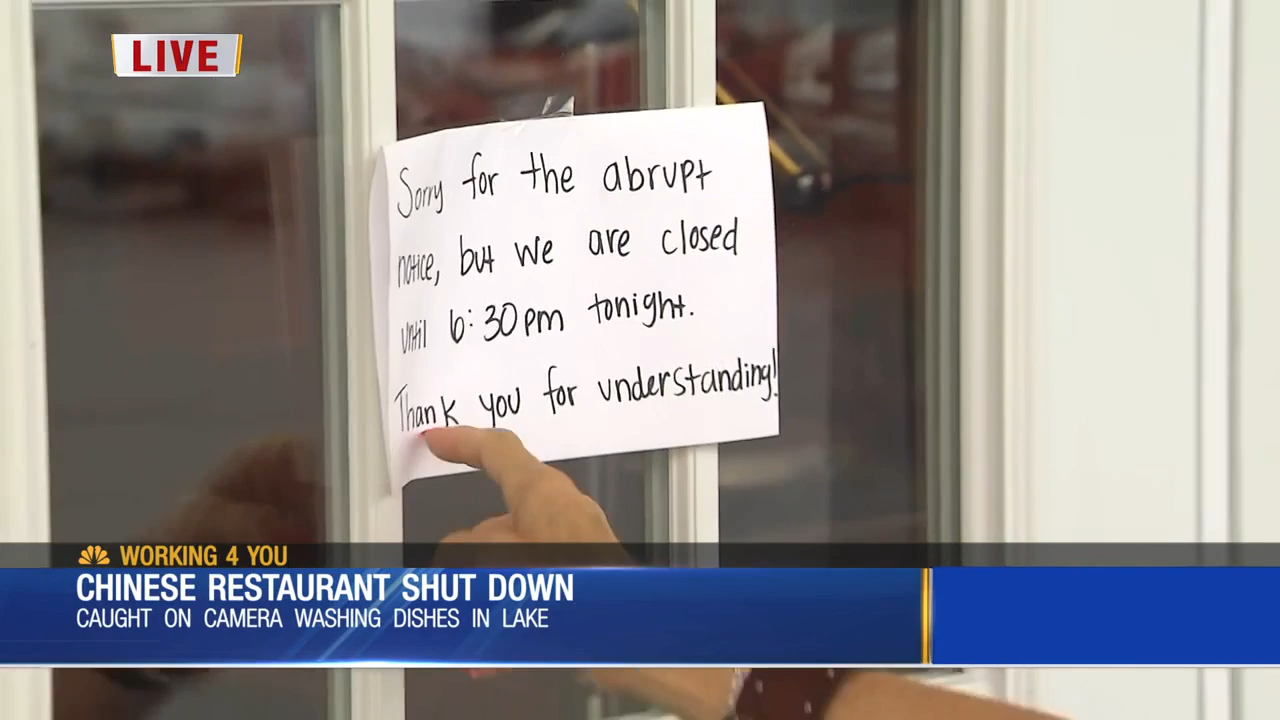 LIVE
Sorry for the abrupt
notice, but we are closed
until 6:30pm tonight.
Thank you for understanding!
WORKING 4 YOU
CHINESE RESTAURANT SHUT DOWN
CAUGHT ON CAMERA WASHING DISHES IN LAKE